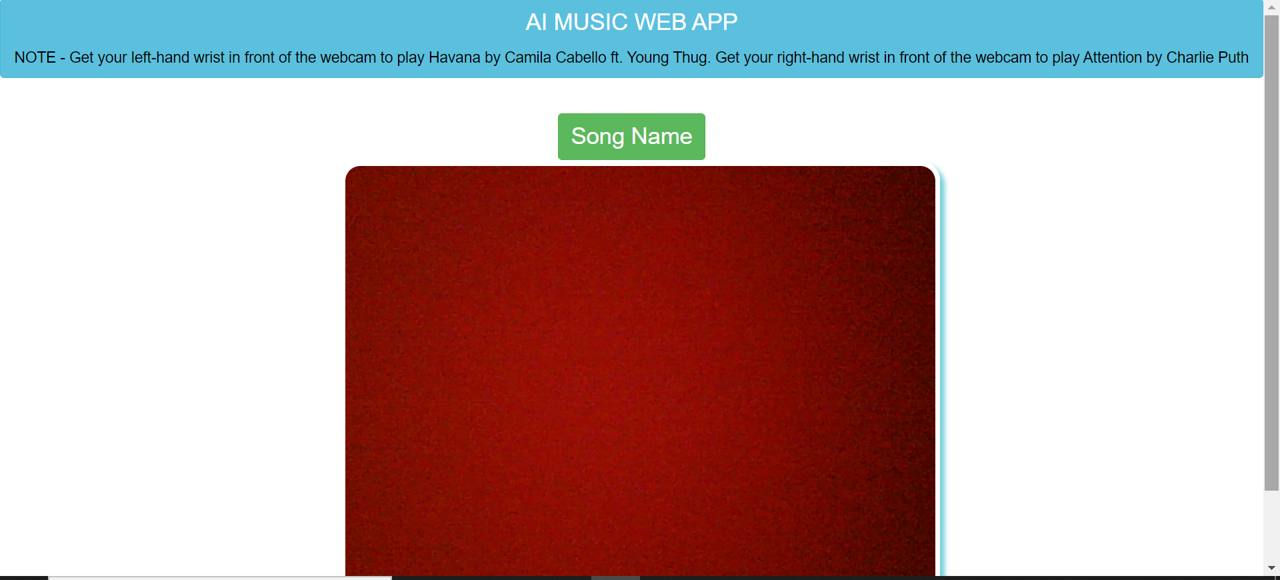 AI MUSIC WEB APP
NOTE - Get your left-hand wrist in front of the webcam to play Havana by Camila Cabello ft. Young Thug. Get your right-hand wrist in front of the webcam to play Attention by Charlie Puth
Song Name